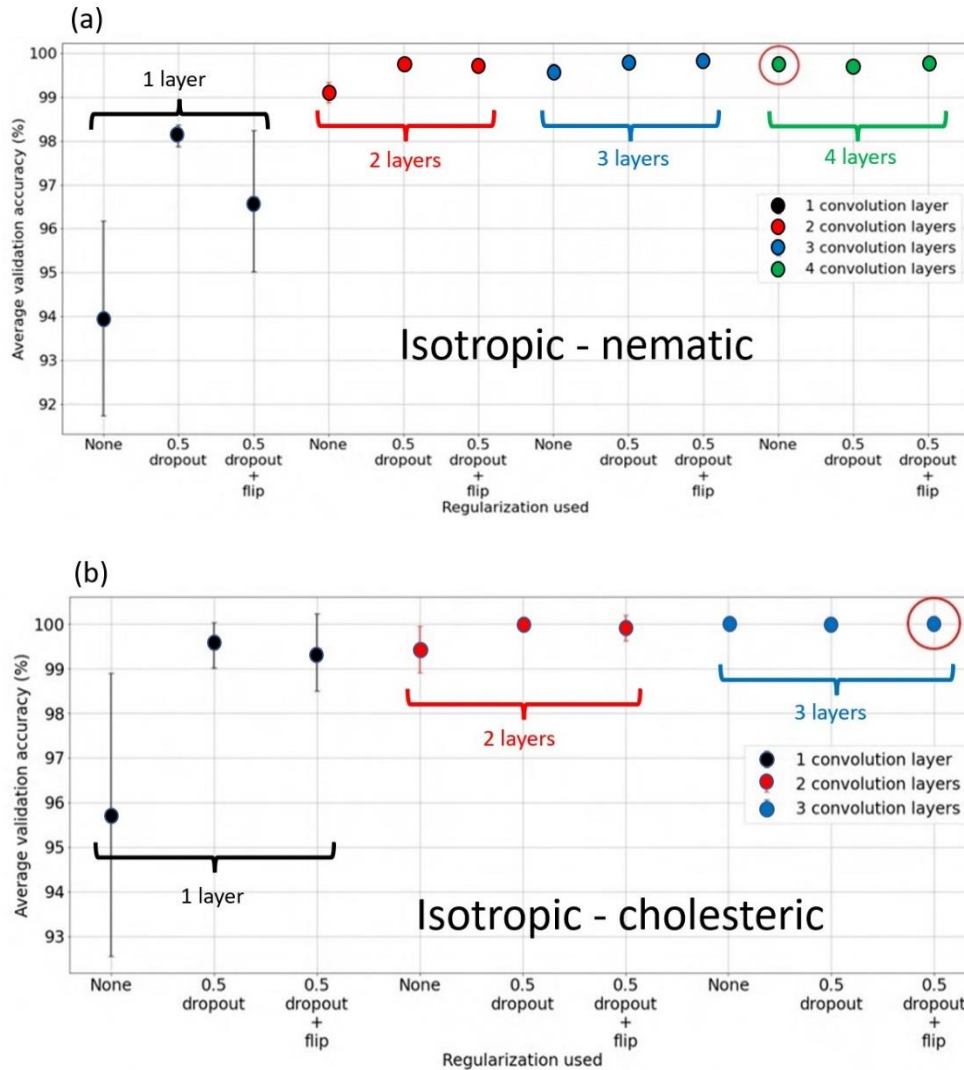 (a)
100
99
98
97
96
95
94
93
92
Average validation accuracy (%)
1 layer
2 layers
3 layers
4 layers
1 convolution layer
2 convolution layers
3 convolution layers
4 convolution layers
Isotropic - nematic
None
0.5
dropout
0.5
dropout
+
flip
None
0.5
dropout
0.5
dropout
+
flip
None
0.5
dropout
0.5
dropout
+
flip
None
0.5
dropout
0.5
dropout
+
flip
Regularization used
(b)
100
99
98
97
96
95
94
93
Average validation accuracy (%)
2 layers
3 layers
1 convolution layer
2 convolution layers
3 convolution layers
1 layer
Isotropic - cholesteric
None
0.5
dropout
0.5
dropout
+
flip
None
0.5
dropout
0.5
dropout
+
flip
None
0.5
dropout
0.5
dropout
+
flip
Regularization used